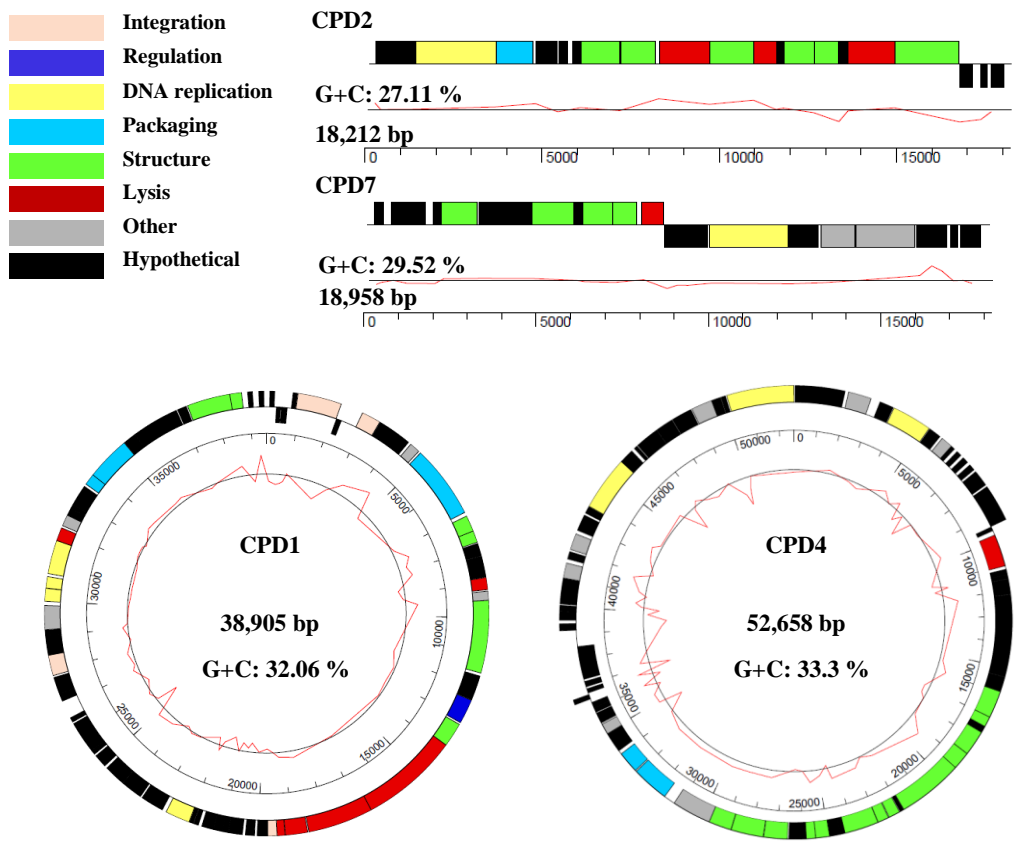 Integration
Regulation
DNA replication
Packaging
Structure
Lysis
Other
Hypothetical
CPD2
G+C: 27.11 %
18,212 bp
0 5000 10000 15000
CPD7
G+C: 29.52 %
18,958 bp
0 5000 10000 15000
CPD1
38,905 bp
G+C: 32.06 %
0
5000
10000
15000
20000
25000
30000
35000
CPD4
52,658 bp
G+C: 33.3 %
0
5000
10000
15000
20000
25000
30000
35000
40000
45000
50000